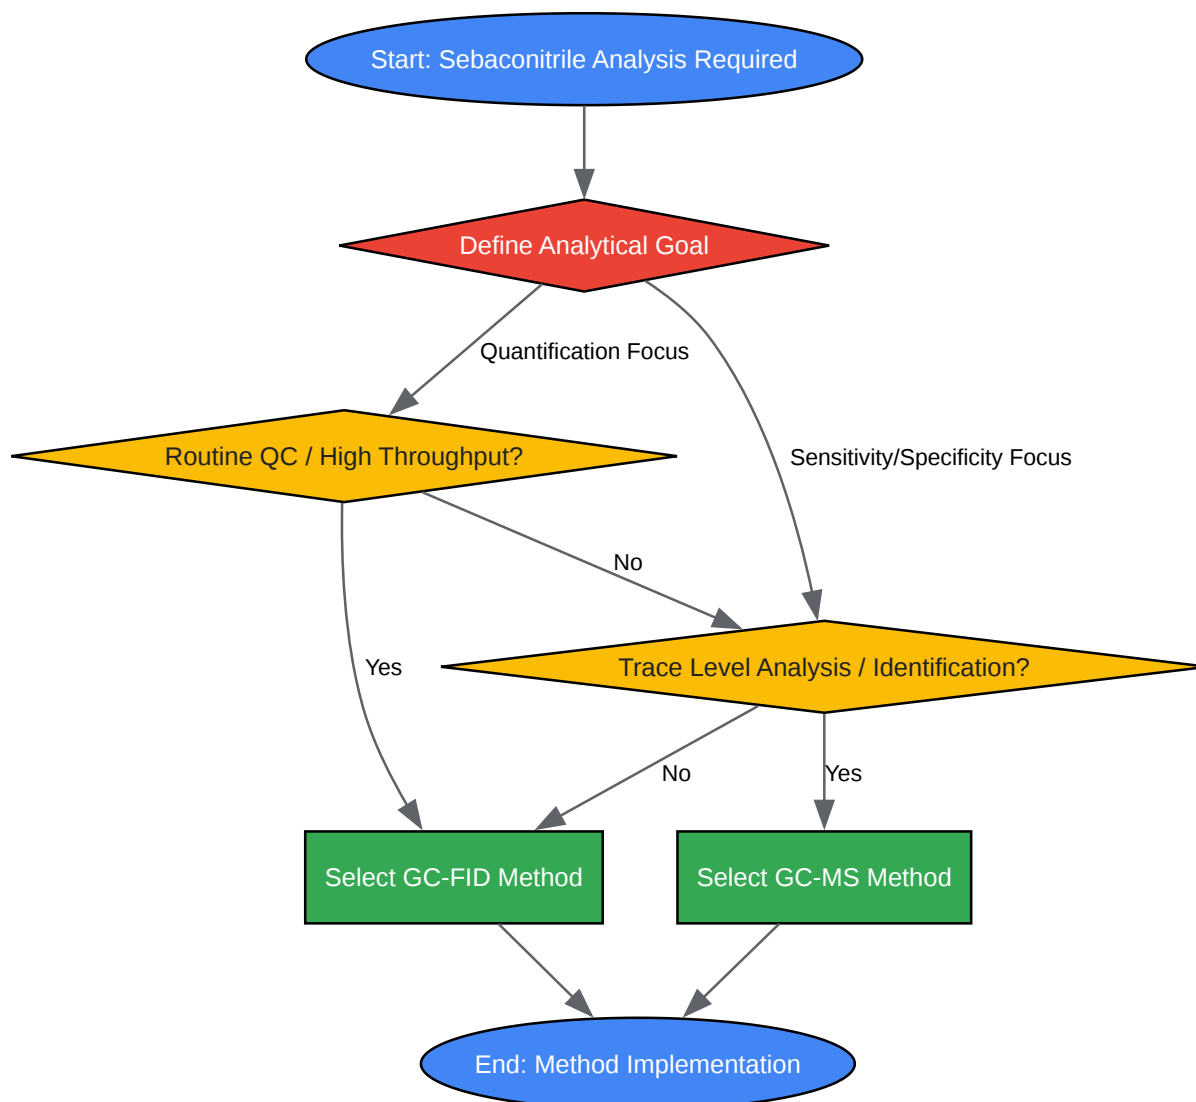 Start: Sebaconitrile Analysis Required
Define Analytical Goal
Quantification Focus
Routine QC / High Throughput?
Sensitivity/Specificity Focus
No
Yes
Trace Level Analysis / Identification?
No
Yes
Select GC-FID Method
Select GC-MS Method
End: Method Implementation